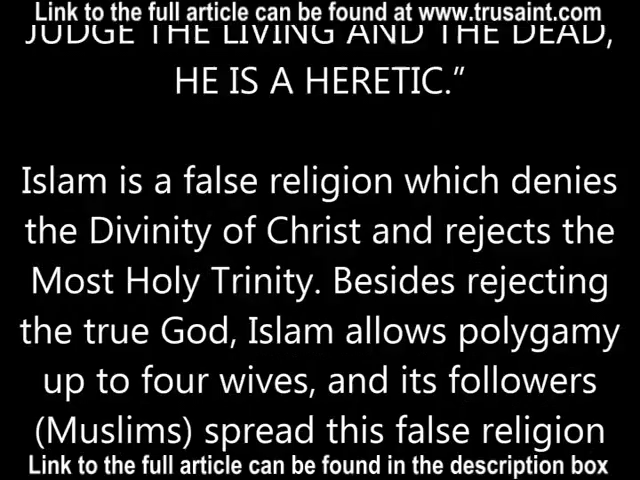 Link to the full article can be found at www.trusaint.com
JUDGE THE LIVING AND THE DEAD,
HE IS A HERETIC.”
Islam is a false religion which denies
the Divinity of Christ and rejects the
Most Holy Trinity. Besides rejecting
the true God, Islam allows polygamy
up to four wives, and its followers
(Muslims) spread this false religion
Link to the full article can be found in the description box